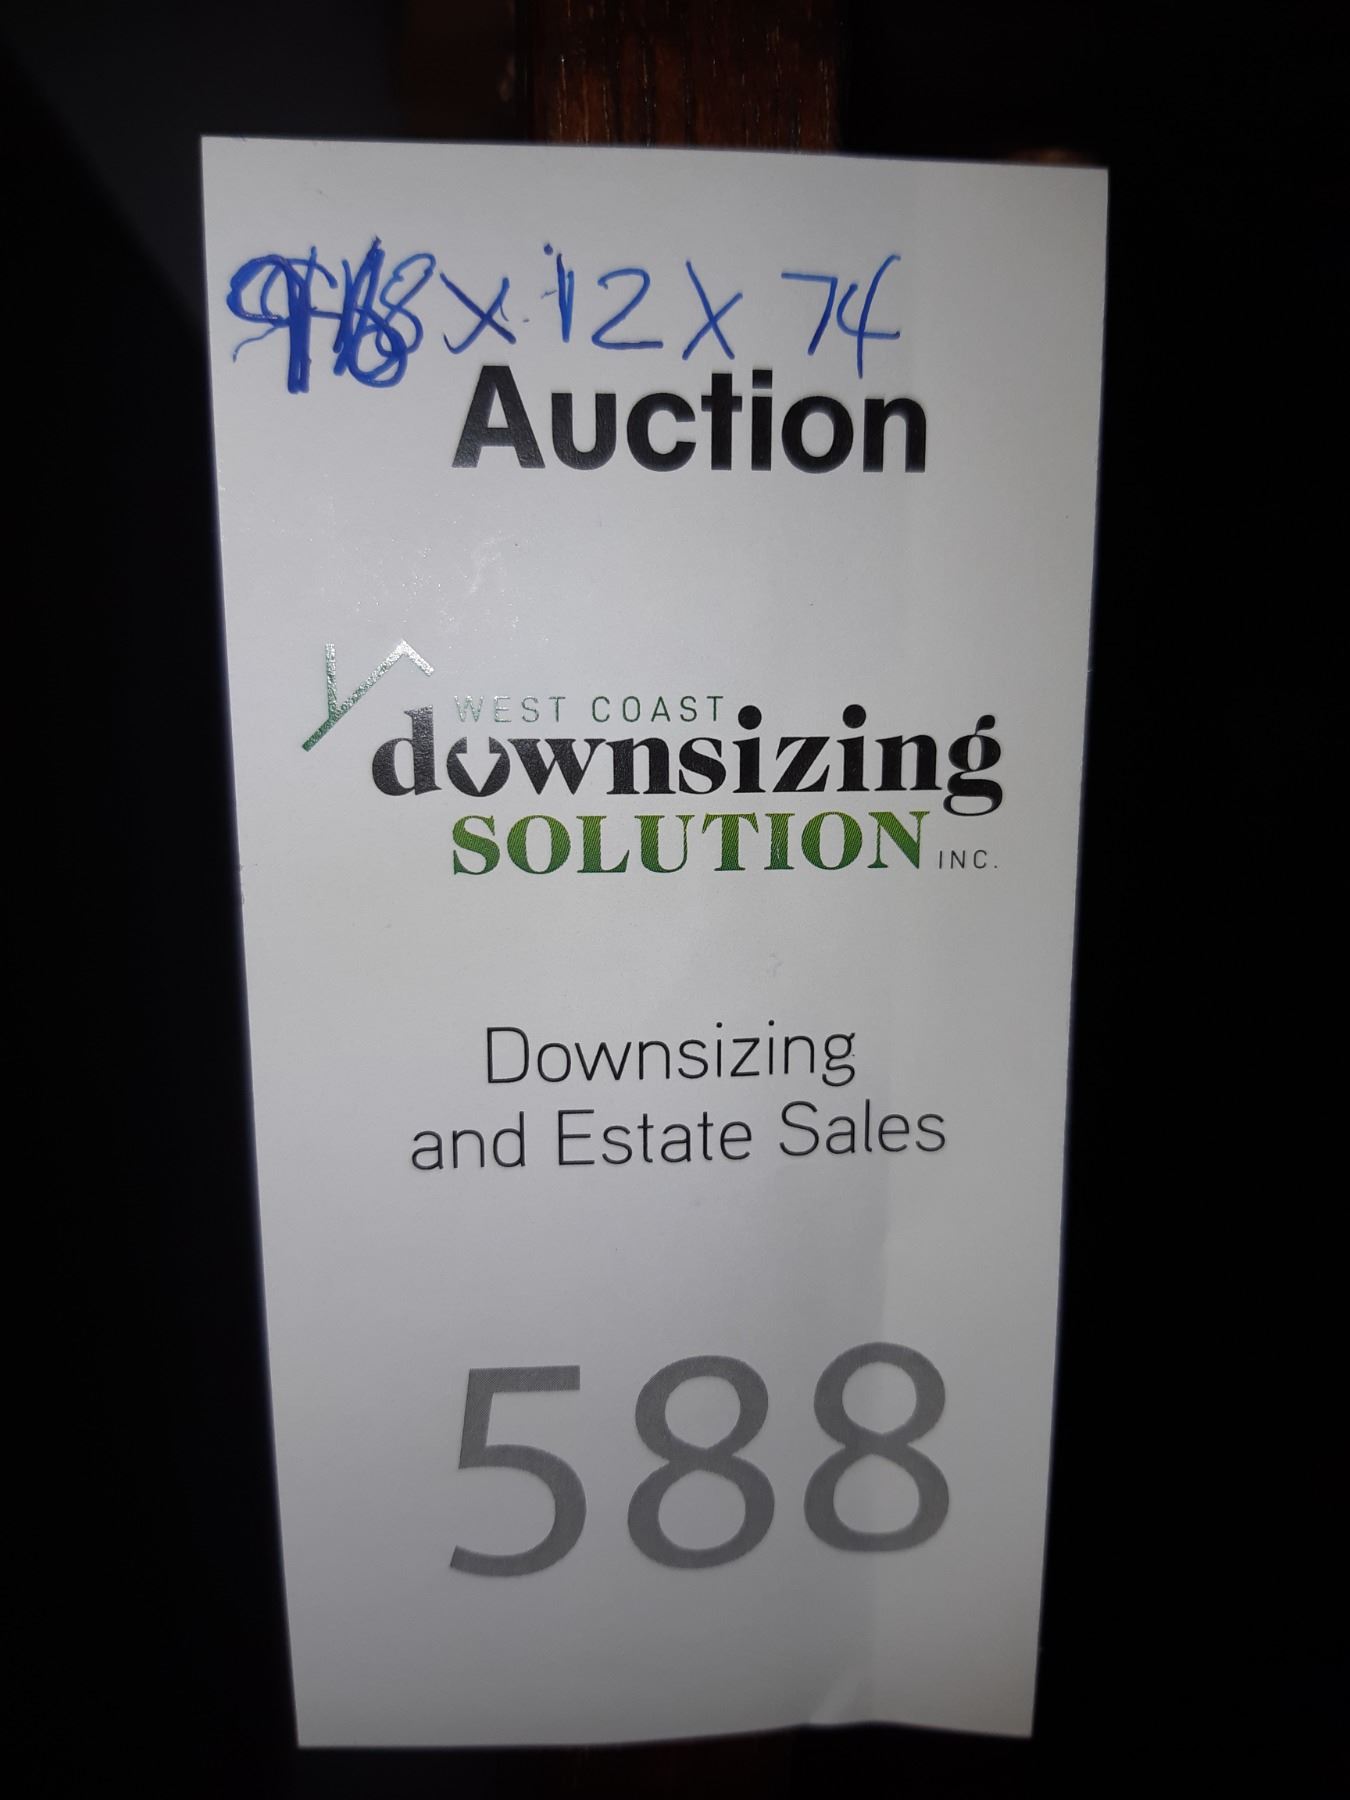 x 12 x 74
Auction
WEST COAST
downsizing
SOLUTION INC.
Downsizing
and Estate Sales
588